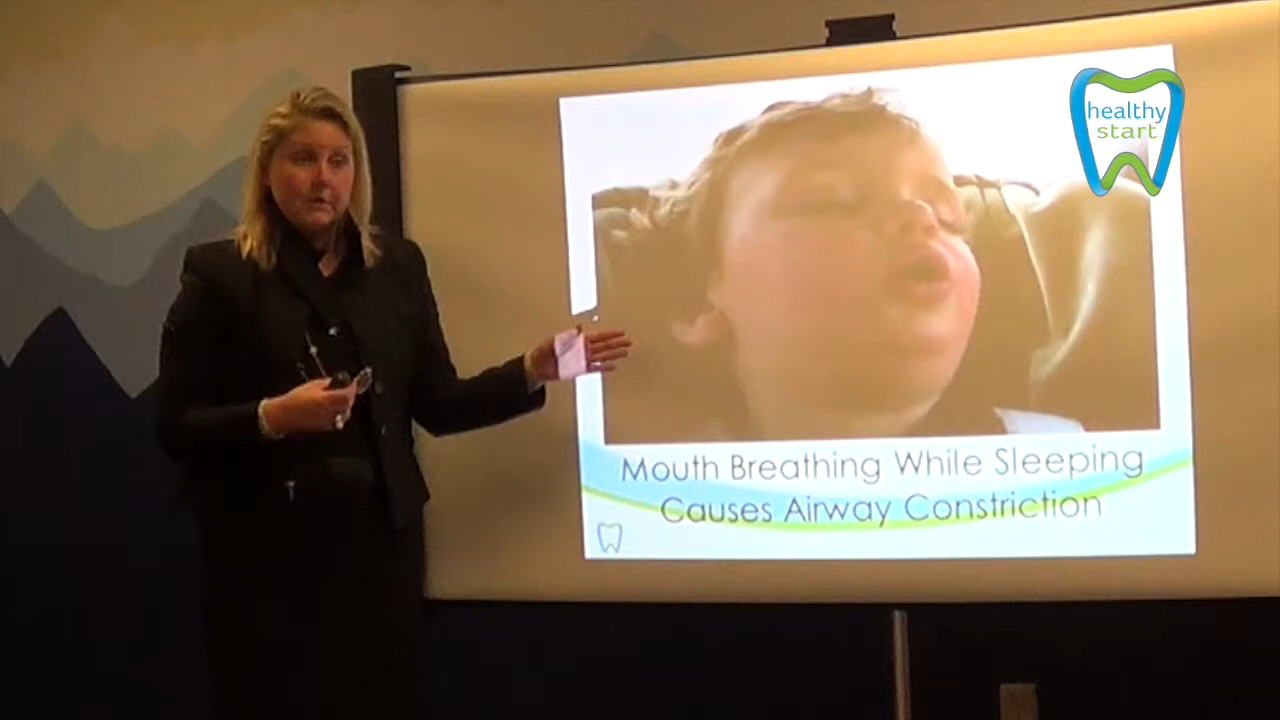 healthy
start
Mouth Breathing While Sleeping
Causes Airway Constriction